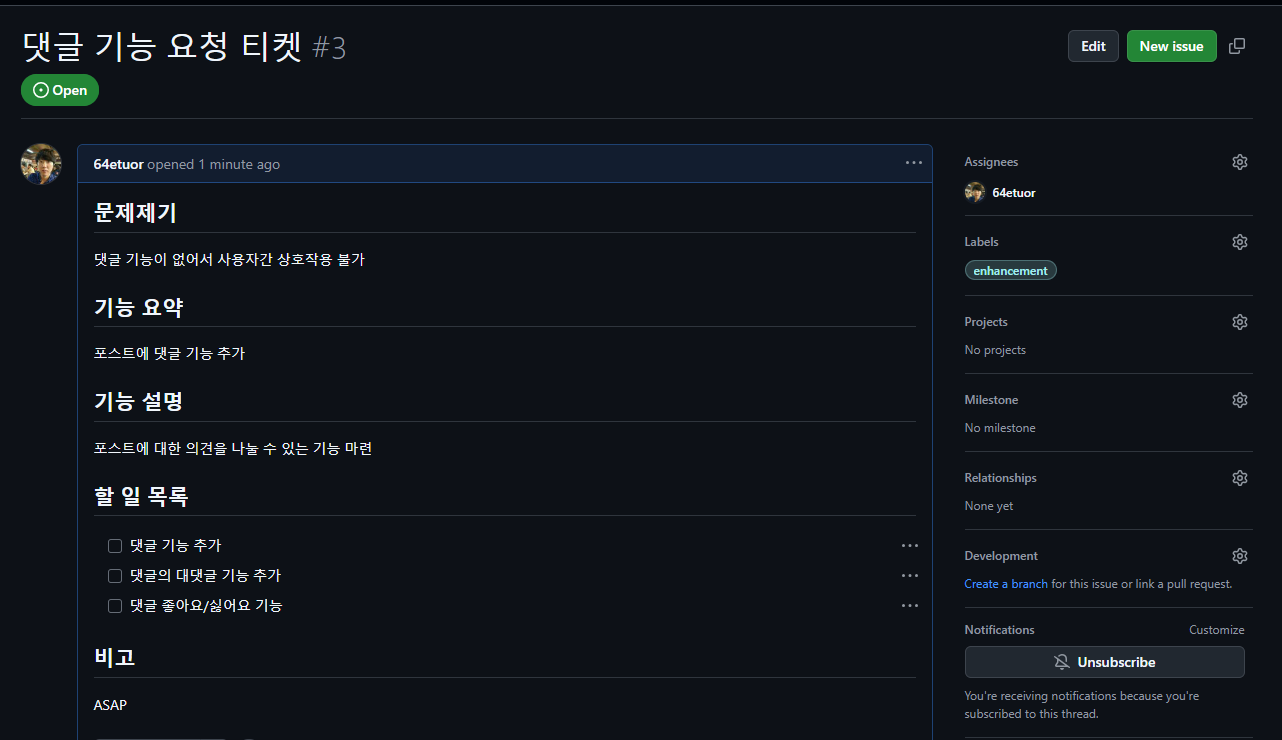 댓글 기능 요청 티켓 #3
Edit
New issue
Open
64etuor opened 1 minute ago
문제제기
댓글 기능이 없어서 사용자간 상호작용 불가
기능 요약
포스트에 댓글 기능 추가
기능 설명
포스트에 대한 의견을 나눌 수 있는 기능 마련
할 일 목록
댓글 기능 추가
댓글의 대댓글 기능 추가
댓글 좋아요/싫어요 기능
비고
ASAP
Assignees
64etuor
Labels
enhancement
Projects
No projects
Milestone
No milestone
Relationships
None yet
Development
Create a branch for this issue or link a pull request.
Notifications
Customize
Unsubscribe
You're receiving notifications because you're
subscribed to this thread.